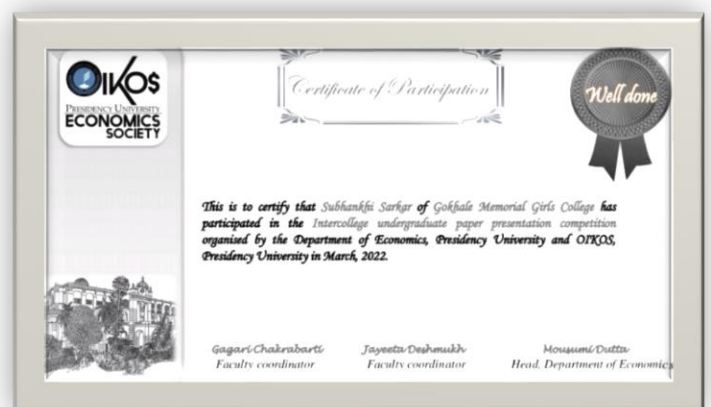 OIKOS
PRESIDENCY UNIVERSITY
ECONOMICS
SOCIETY
Certificate of Participation
Well done
This is to certify that Subhankhi Sarkar of Gokhale Memorial Girls College has
participated in the Intercollege undergraduate paper presentation competition
organised by the Department of Economics, Presidency University and OIKOS,
Presidency University in March, 2022.
Gagari Chakrabarti
Faculty coordinator
Jayeeta Deshmukh
Faculty coordinator
Mousumi Dutta
Head, Department of Economics